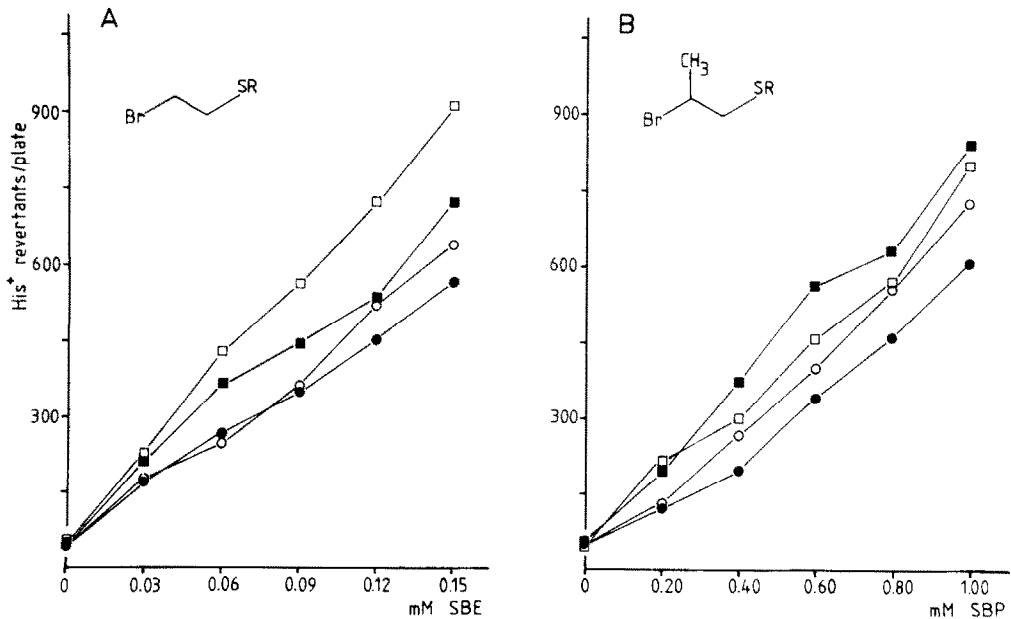 A
SR
Br
His⁺ revertants/plate
900
600
300
0
0.03
0.06
0.09
0.12
0.15
mM SBE
B
CH₃
SR
Br
900
600
300
0
0.20
0.40
0.60
0.80
1.00
mM SBP